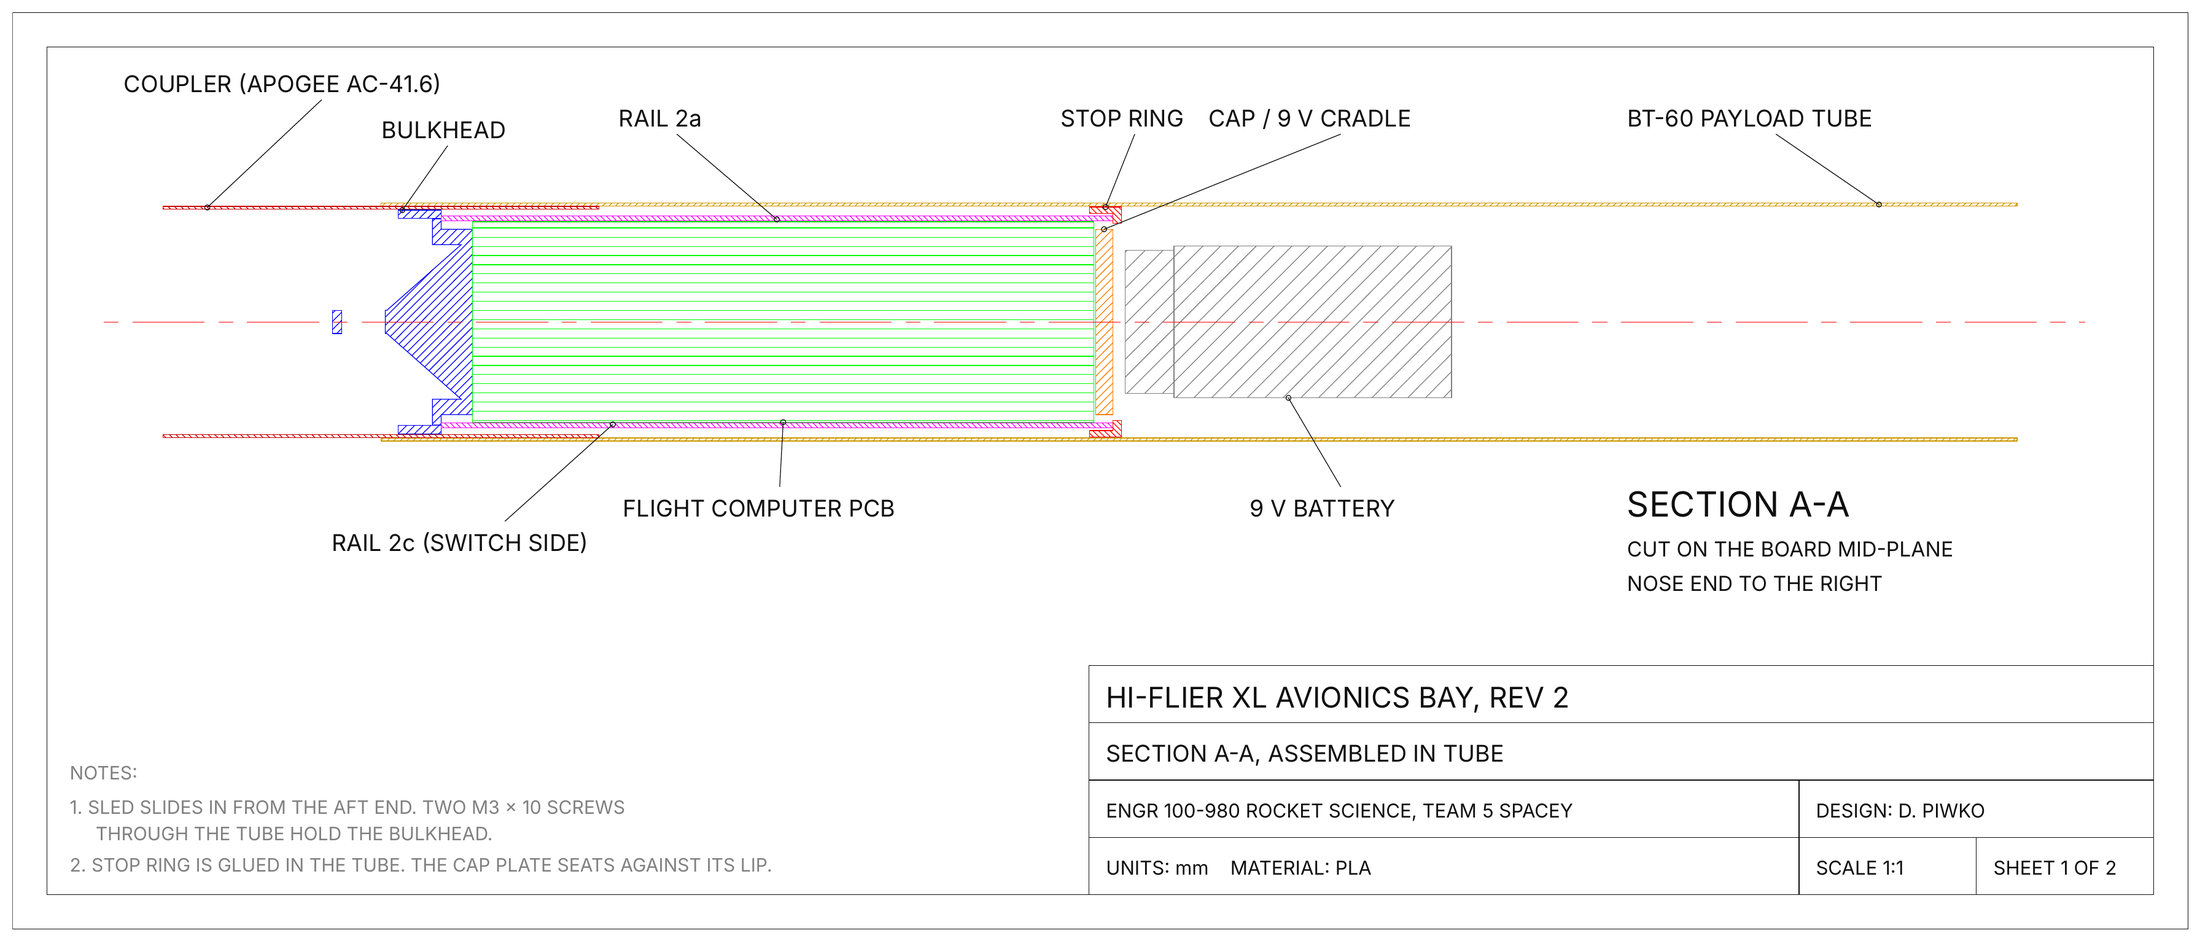 COUPLER (APOGEE AC-41.6)
BULKHEAD
RAIL 2a
STOP RING
CAP / 9 V CRADLE
BT-60 PAYLOAD TUBE
FLIGHT COMPUTER PCB
RAIL 2c (SWITCH SIDE)
9 V BATTERY
SECTION A-A
CUT ON THE BOARD MID-PLANE
NOSE END TO THE RIGHT
NOTES:
1. SLED SLIDES IN FROM THE AFT END. TWO M3 × 10 SCREWS
THROUGH THE TUBE HOLD THE BULKHEAD.
2. STOP RING IS GLUED IN THE TUBE. THE CAP PLATE SEATS AGAINST ITS LIP.
HI-FLIER XL AVIONICS BAY, REV 2
SECTION A-A, ASSEMBLED IN TUBE
ENGR 100-980 ROCKET SCIENCE, TEAM 5 SPACEY
DESIGN: D. PIWKO
UNITS: mm MATERIAL: PLA
SCALE 1:1
SHEET 1 OF 2